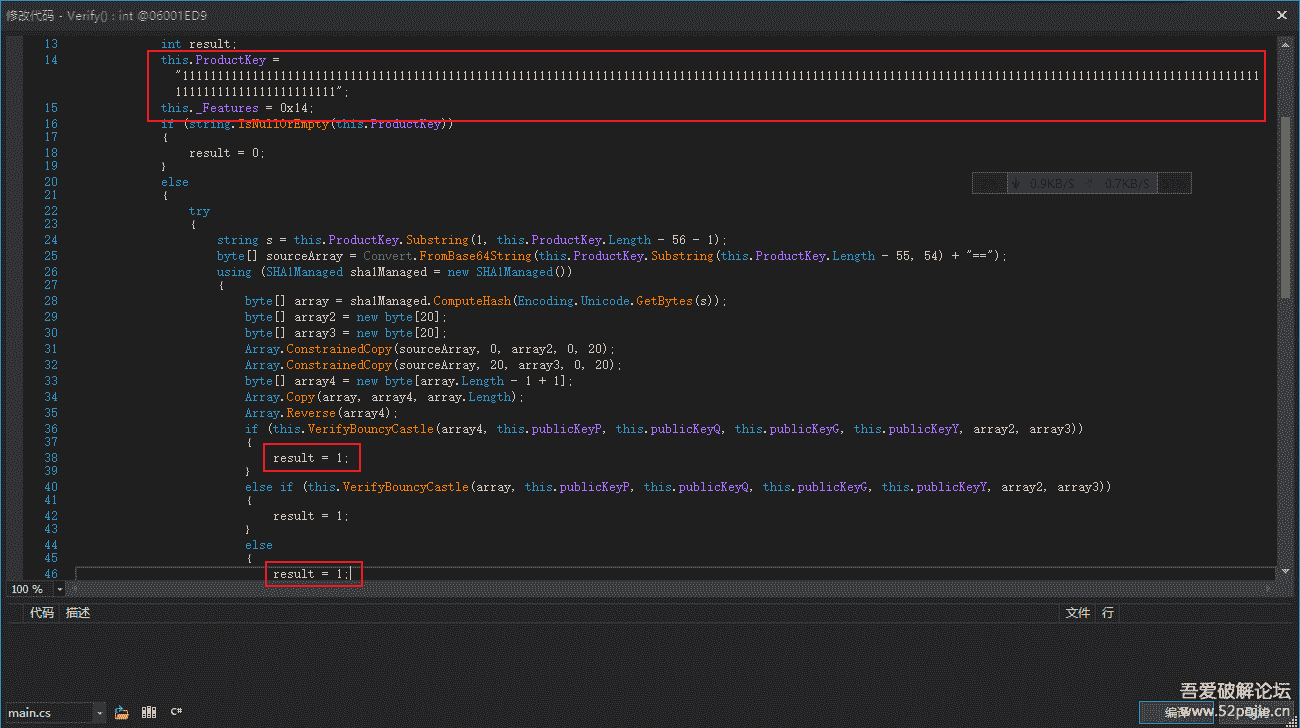 修改代码 - Verify() : int @06001ED9
13 int result;
14 this.ProductKey =
"1111111111111111111111111111111111111111111111111111111111111111111111111111111111111111111111111111111111111111111111111111111111111111111111111111111111
11111111111111111111111";
15 this._Features = 0x14;
16 if (string.IsNullOrEmpty(this.ProductKey))
17 {
18 result = 0;
19 }
20 else
21 {
22 try
23 {
24 string s = this.ProductKey.Substring(1, this.ProductKey.Length - 56 - 1);
25 byte[] sourceArray = Convert.FromBase64String(this.ProductKey.Substring(this.ProductKey.Length - 55, 54) + "==");
26 using (SHA1Managed sha1Managed = new SHA1Managed())
27 {
28 byte[] array = sha1Managed.ComputeHash(Encoding.Unicode.GetBytes(s));
29 byte[] array2 = new byte[20];
30 byte[] array3 = new byte[20];
31 Array.ConstrainedCopy(sourceArray, 0, array2, 0, 20);
32 Array.ConstrainedCopy(sourceArray, 20, array3, 0, 20);
33 byte[] array4 = new byte[array.Length - 1 + 1];
34 Array.Copy(array, array4, array.Length);
35 Array.Reverse(array4);
36 if (this.VerifyBouncyCastle(array4, this.publicKeyP, this.publicKeyQ, this.publicKeyG, this.publicKeyY, array2, array3))
37 {
38 result = 1;
39 }
40 else if (this.VerifyBouncyCastle(array, this.publicKeyP, this.publicKeyQ, this.publicKeyG, this.publicKeyY, array2, array3))
41 {
42 result = 1;
43 }
44 else
45 {
46 result = 1;
0.9KB/S 0.7KB/S
100 %
代码 描述 文件 行
main.cs C#
编译
吾爱破解论坛
www.52pojie.cn